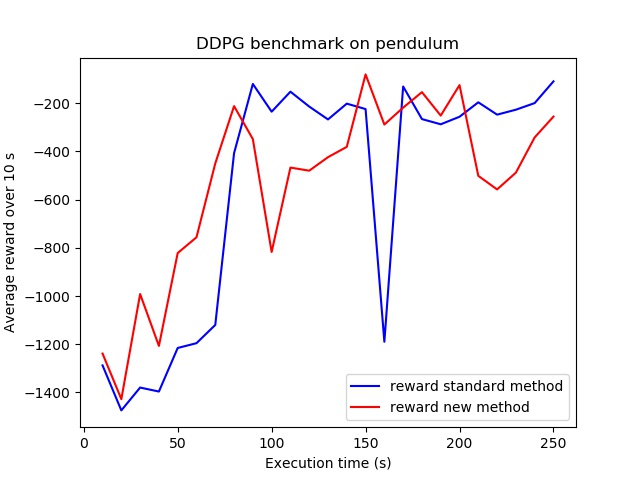 DDPG benchmark on pendulum
Average reward over 10 s
−200
−400
−600
−800
−1000
−1200
−1400
0
50
100
150
200
250
Execution time (s)
reward standard method
reward new method